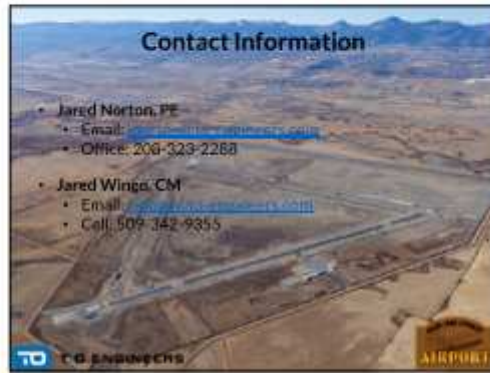 Contact Information
• Jared Norton, PE
• Email:
• Office: 208-323-2288
• Jared Wingo, CM
• Email:
• Cell: 509-342-9355
TO T-O ENGINEERS
AIRPORT